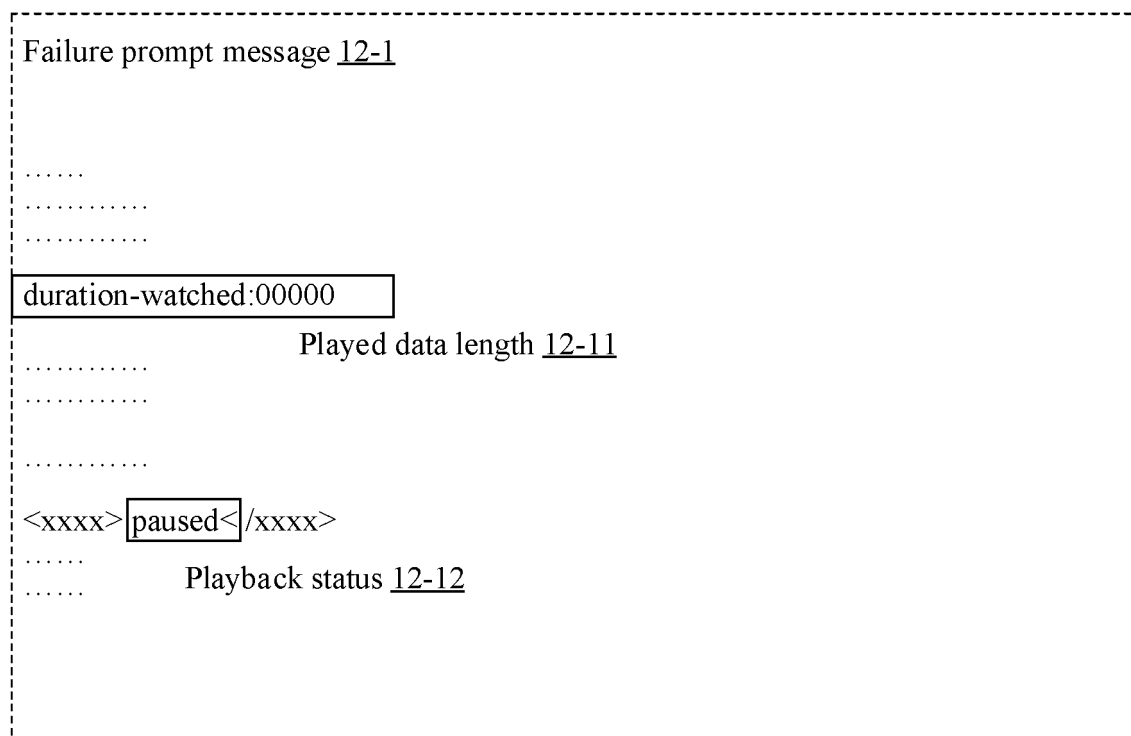 Failure prompt message 12-1
......
............
............
duration-watched:00000
Played data length 12-11
............
............
............
<xxxx>paused</xxxx>
......
Playback status 12-12
......